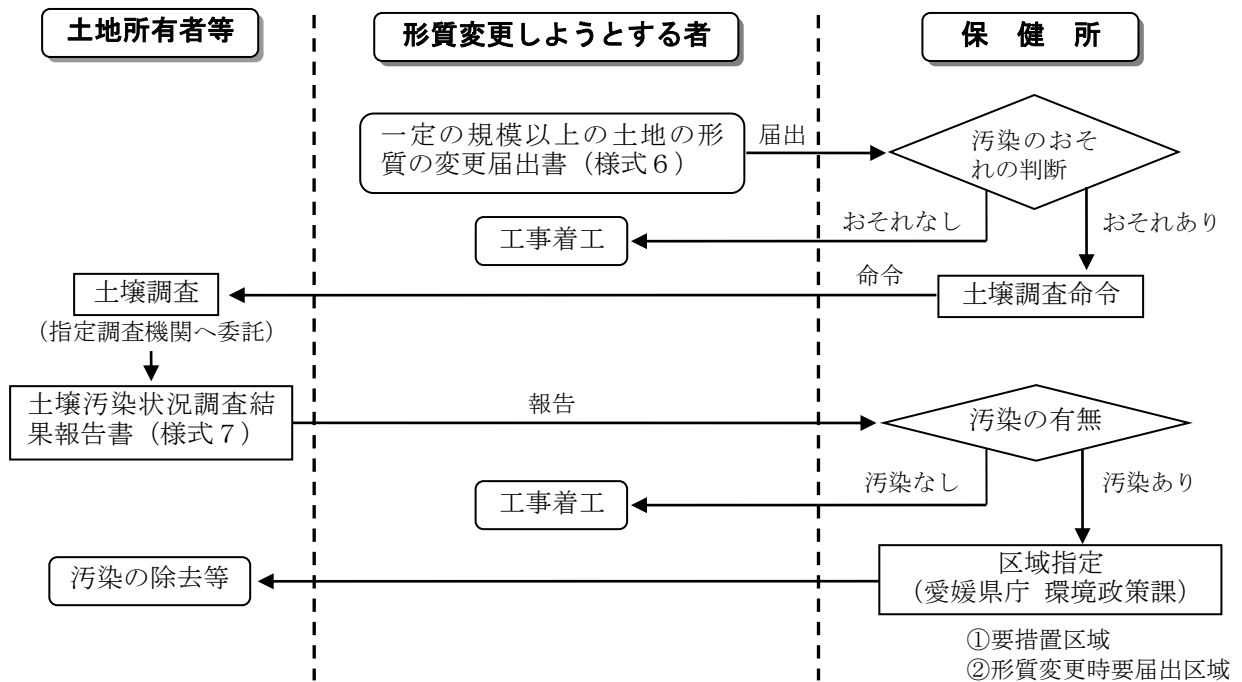 土地所有者等
形質変更しようとする者
保 健 所
一定の規模以上の土地の形
質の変更届出書（様式６）
届出
汚染のおそ
れの判断
おそれなし
おそれあり
工事着工
命令
土壌調査
土壌調査命令
（指定調査機関へ委託）
土壌汚染状況調査結
果報告書（様式７）
報告
汚染の有無
汚染なし
汚染あり
工事着工
区域指定
（愛媛県庁 環境政策課）
汚染の除去等
①要措置区域
②形質変更時要届出区域